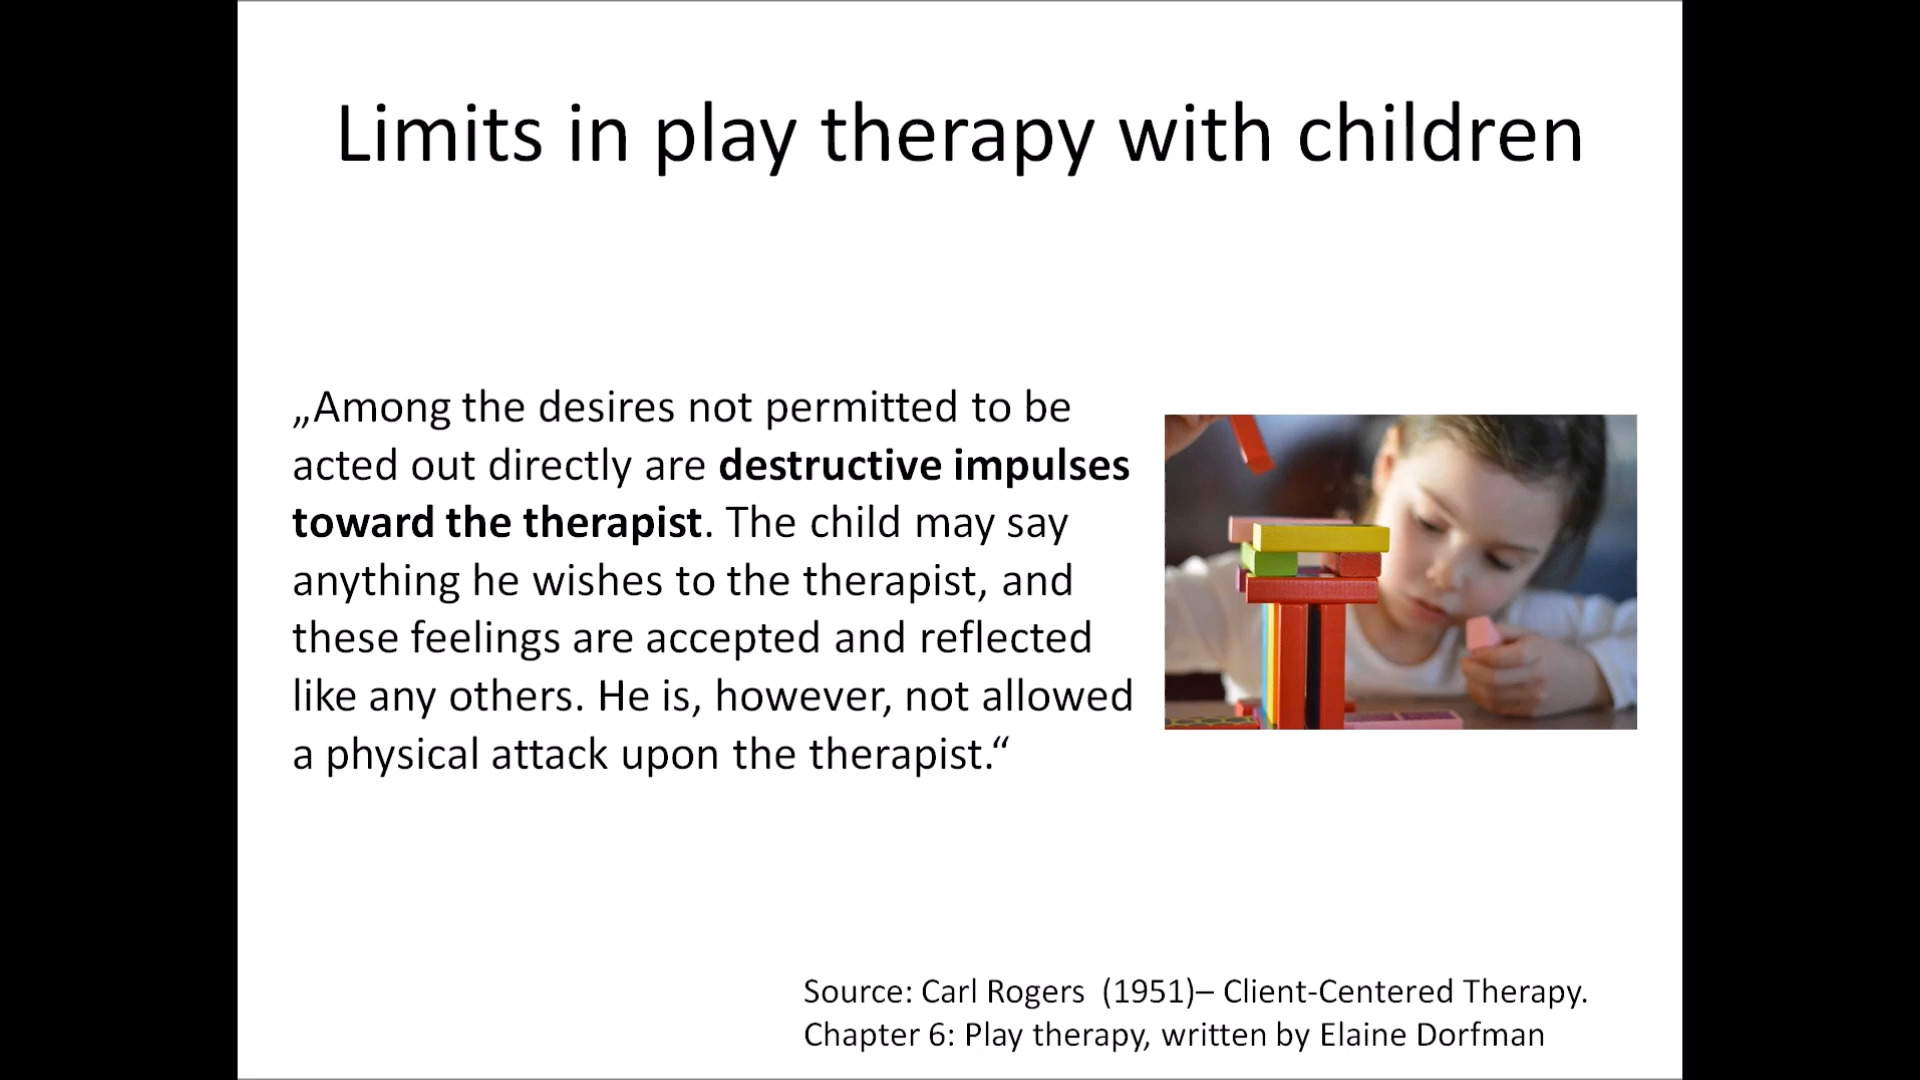 Limits in play therapy with children
„Among the desires not permitted to be
acted out directly are destructive impulses
toward the therapist. The child may say
anything he wishes to the therapist, and
these feelings are accepted and reflected
like any others. He is, however, not allowed
a physical attack upon the therapist.“
Source: Carl Rogers (1951)– Client-Centered Therapy.
Chapter 6: Play therapy, written by Elaine Dorfman